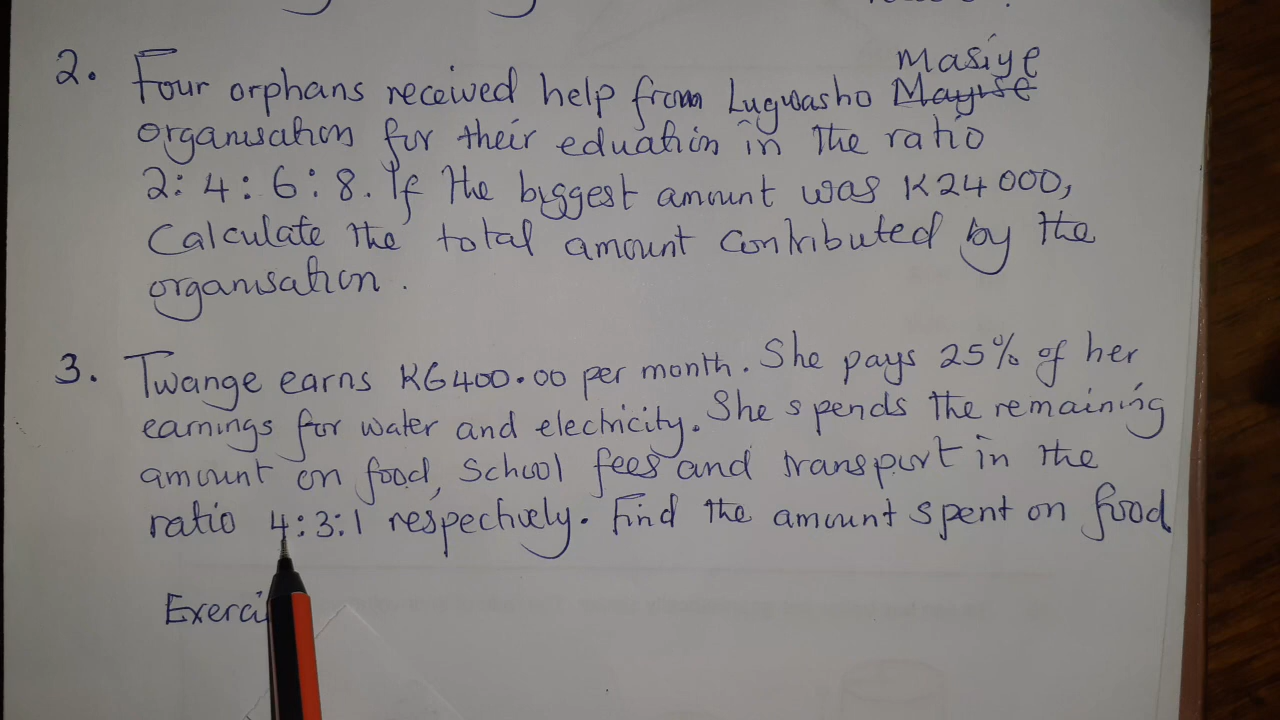 Masiye
2. Four orphans received help from Lugwasho Mayise
organisation for their eduation in the ratio
2:4:6:8. If the biggest amount was K24 000,
Calculate the total amount contributed by the
organisation.
3. Twange earns K6400.00 per month. She pays 25% of her
earnings for water and electricity. She spends the remaining
amount on food, School fees and transport in the
ratio 4:3:1 respectively. Find the amount spent on food
Exerci